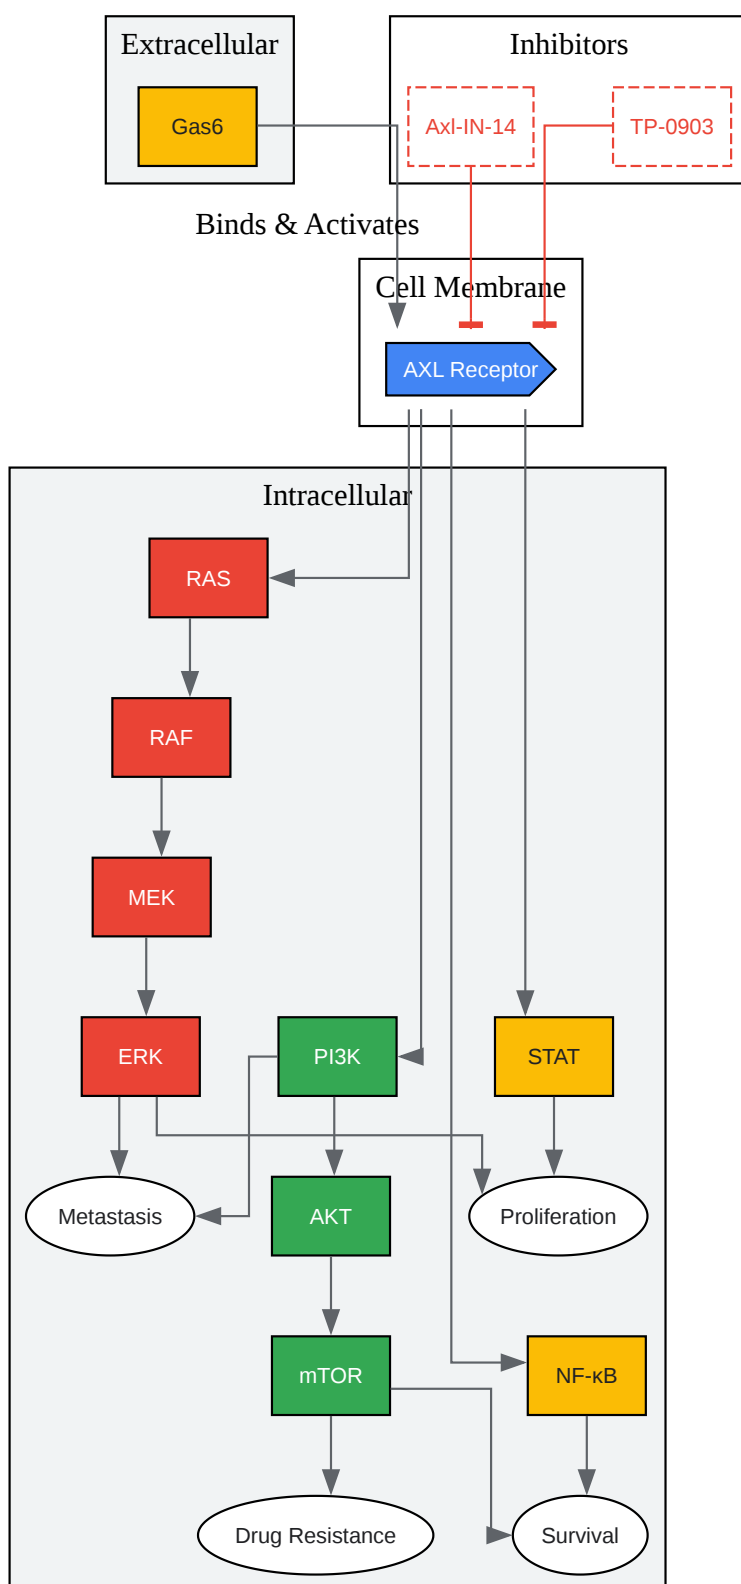 Extracellular
Inhibitors
Gas6
Axl-IN-14
TP-0903
Binds & Activates
Cell Membrane
AXL Receptor
Intracellular
RAS
RAF
MEK
ERK
PI3K
STAT
Metastasis
AKT
Proliferation
mTOR
NF-κB
Drug Resistance
Survival